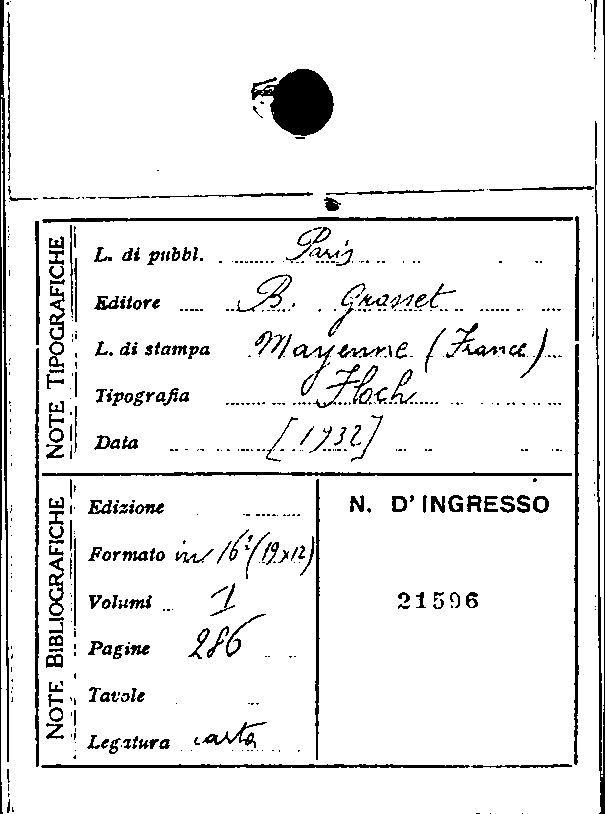 NOTE TIPOGRAFICHE
L. di pubbl. Paris
Editore B. Grasset
L. di stampa Mayenne (France)
Tipografia Floch
Data [1932]
NOTE BIBLIOGRAFICHE
Edizione
Formato in 16° (19x12)
Volumi 1
Pagine 286
Tavole
Legatura carta
N. D'INGRESSO
21596